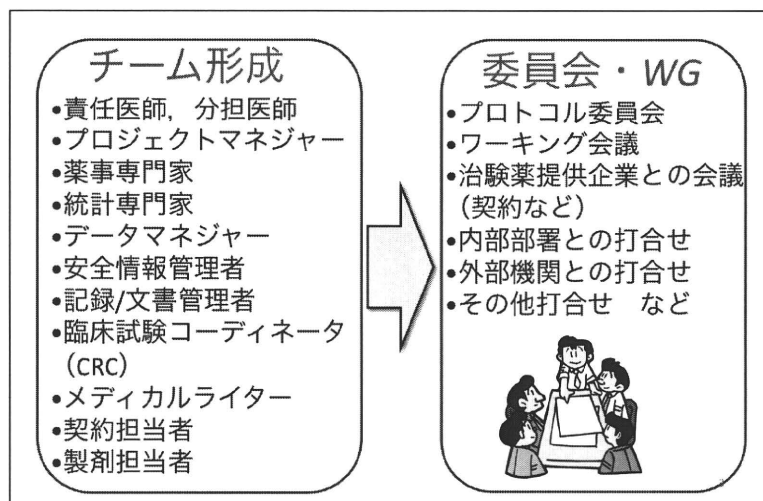 チーム形成
•責任医師，分担医師
•プロジェクトマネジャー
•薬事専門家
•統計専門家
•データマネジャー
•安全情報管理者
•記録/文書管理者
•臨床試験コーディネータ
（CRC）
•メディカルライター
•契約担当者
•製剤担当者
委員会・WG
•プロトコル委員会
•ワーキング会議
•治験薬提供企業との会議
（契約など）
•内部部署との打合せ
•外部機関との打合せ
•その他打合せ　など